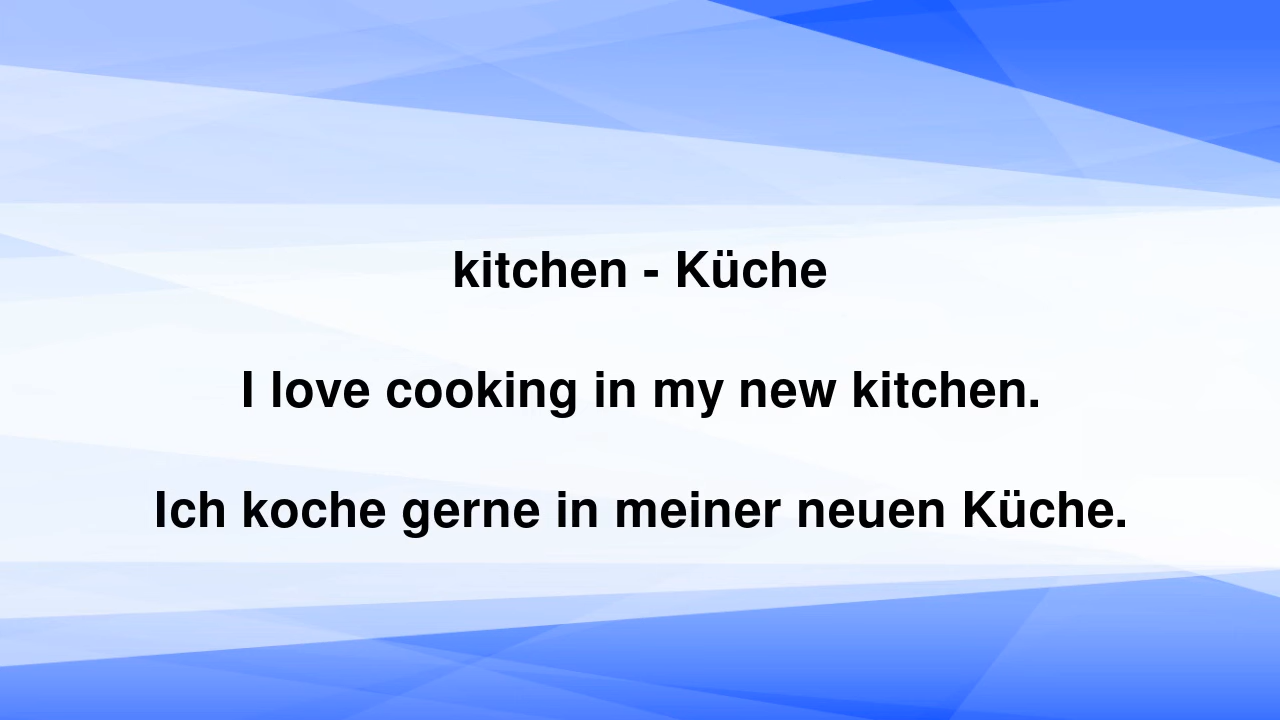 kitchen - Küche
I love cooking in my new kitchen.
Ich koche gerne in meiner neuen Küche.